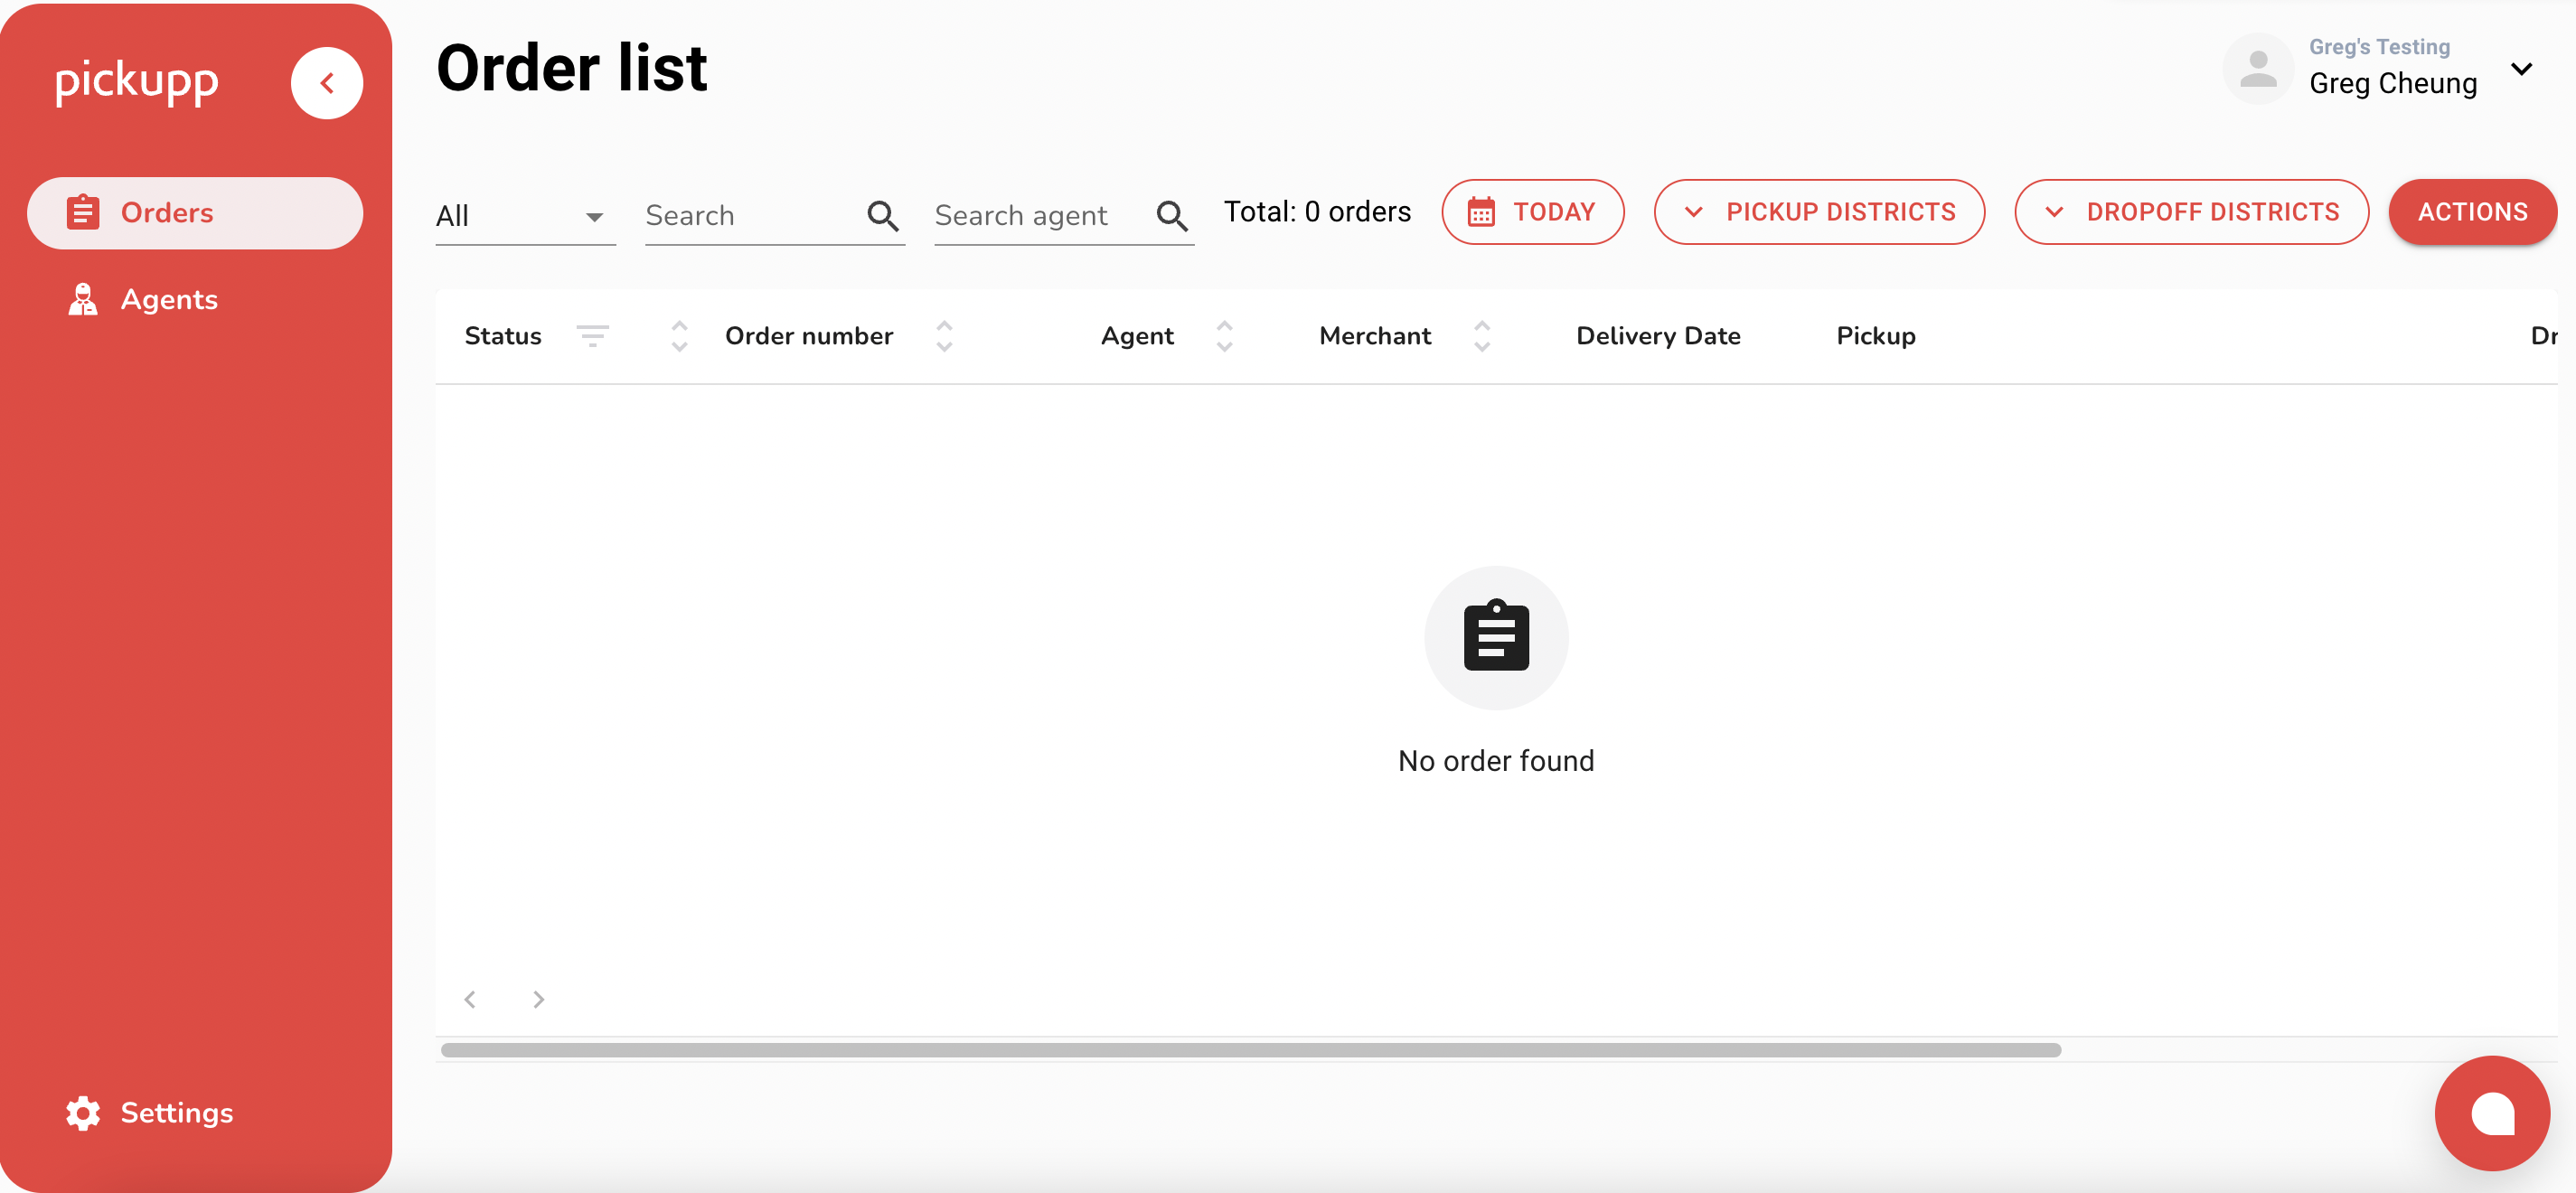 pickupp
Order list
Greg's Testing
Greg Cheung
Orders
Agents
Settings
All
Search
Search agent
Total: 0 orders
TODAY
PICKUP DISTRICTS
DROPOFF DISTRICTS
ACTIONS
Status
Order number
Agent
Merchant
Delivery Date
Pickup
Dr
No order found